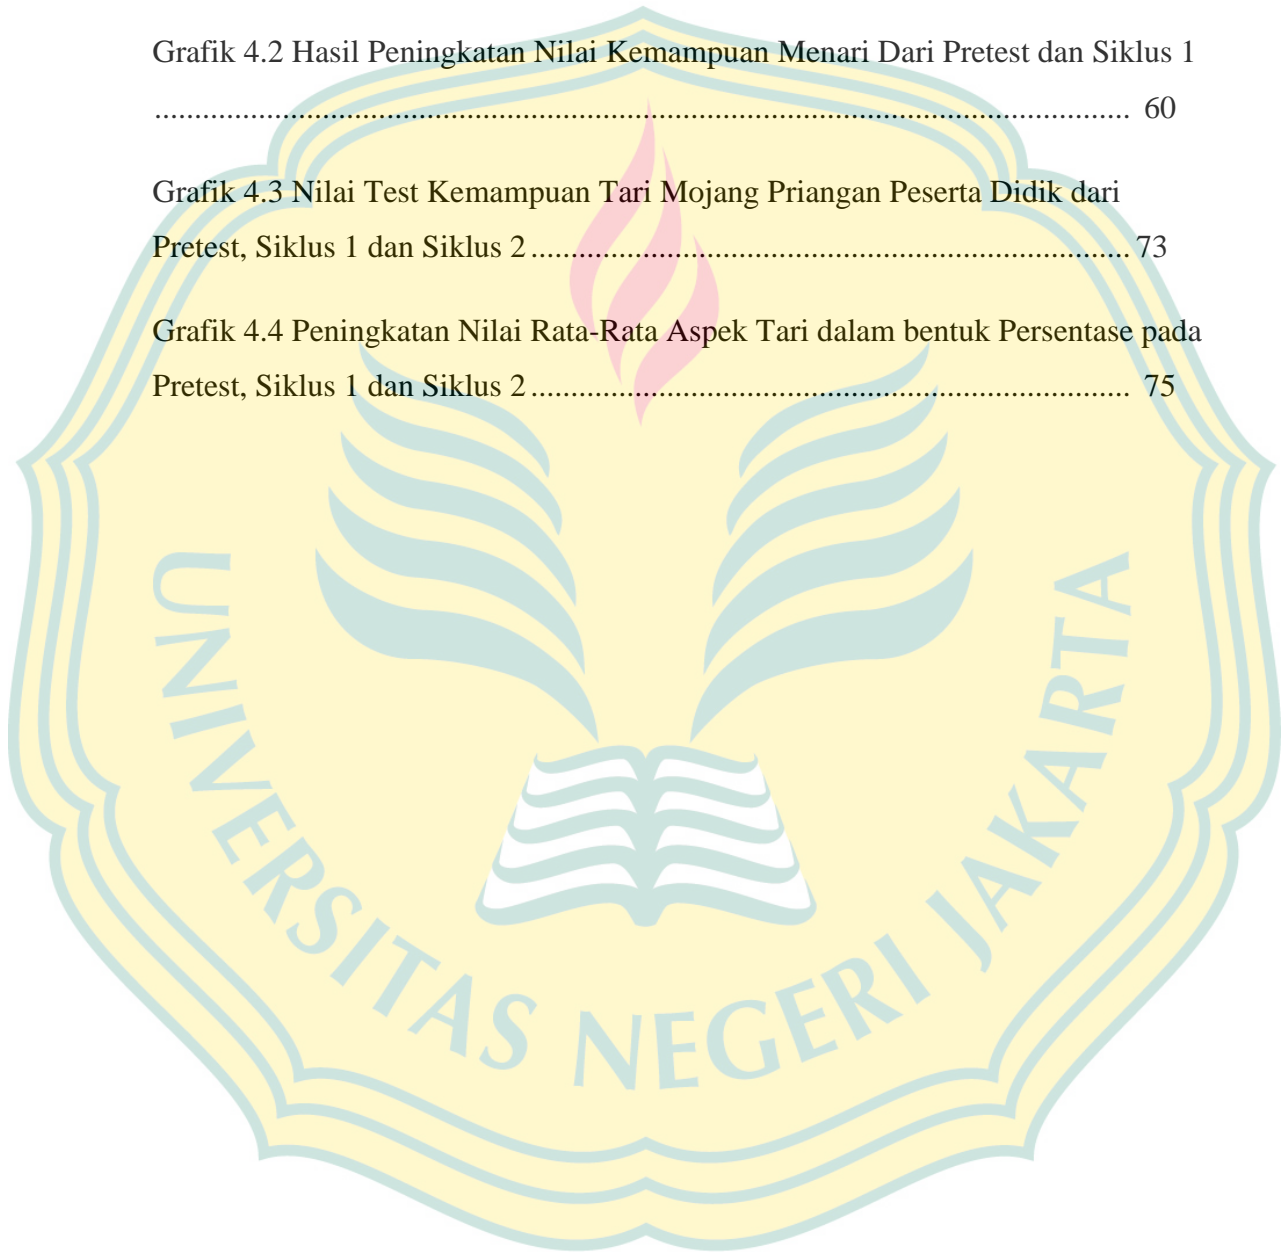 Grafik 4.2 Hasil Peningkatan Nilai Kemampuan Menari Dari Pretest dan Siklus 1
........................................................................................................................ 60
Grafik 4.3 Nilai Test Kemampuan Tari Mojang Priangan Peserta Didik dari
Pretest, Siklus 1 dan Siklus 2 .......................................................................... 73
Grafik 4.4 Peningkatan Nilai Rata-Rata Aspek Tari dalam bentuk Persentase pada
Pretest, Siklus 1 dan Siklus 2 .......................................................................... 75
UNIVERSITAS NEGERI JAKARTA